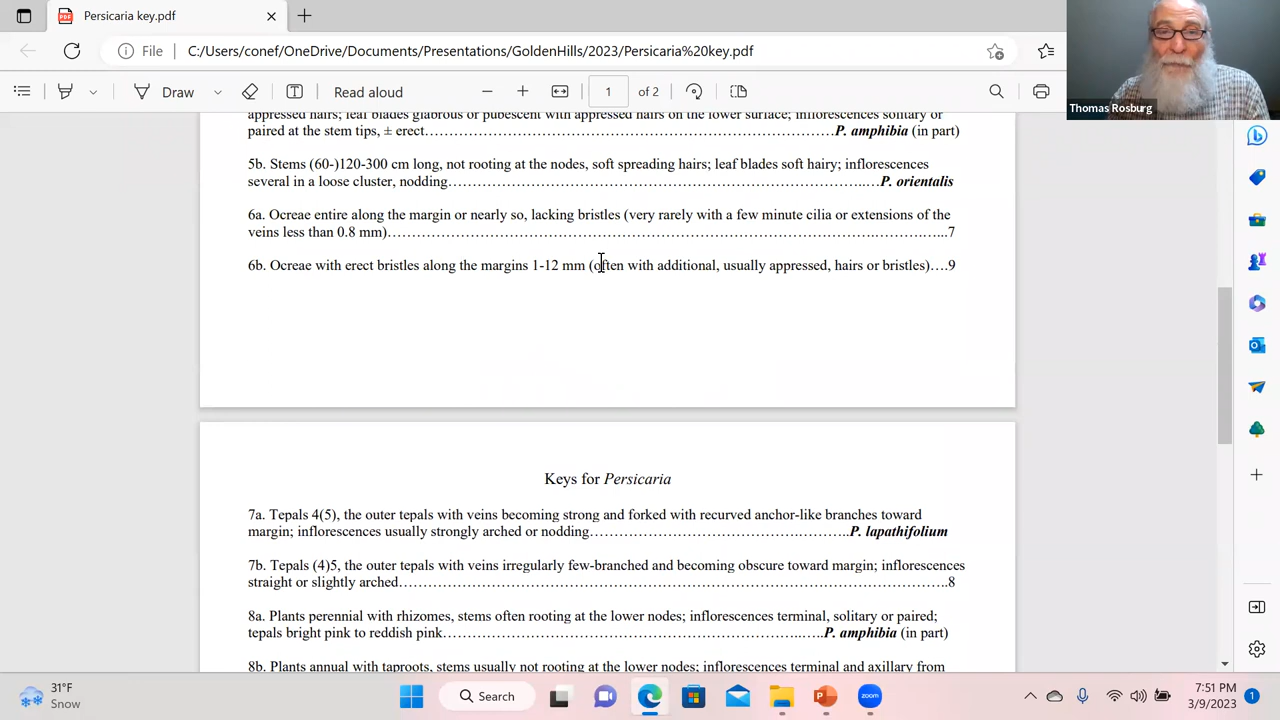 Persicaria key.pdf
File C:/Users/conef/OneDrive/Documents/Presentations/GoldenHills/2023/Persicaria%20key.pdf
Draw Read aloud 1 of 2
Thomas Rosburg
appressed hairs; leaf blades glabrous or pubescent with appressed hairs on the lower surface; inflorescences solitary or
paired at the stem tips, ± erect……………………………………………………………P. amphibia (in part)
5b. Stems (60-)120-300 cm long, not rooting at the nodes, soft spreading hairs; leaf blades soft hairy; inflorescences
several in a loose cluster, nodding……………………………………………………………..…P. orientalis
6a. Ocreae entire along the margin or nearly so, lacking bristles (very rarely with a few minute cilia or extensions of the
veins less than 0.8 mm)……………………………………………………………………….……….…...7
6b. Ocreae with erect bristles along the margins 1-12 mm (often with additional, usually appressed, hairs or bristles)….9
Keys for Persicaria
7a. Tepals 4(5), the outer tepals with veins becoming strong and forked with recurved anchor-like branches toward
margin; inflorescences usually strongly arched or nodding…………………………….………..P. lapathifolium
7b. Tepals (4)5, the outer tepals with veins irregularly few-branched and becoming obscure toward margin; inflorescences
straight or slightly arched……………………………………………………………………………………..8
8a. Plants perennial with rhizomes, stems often rooting at the lower nodes; inflorescences terminal, solitary or paired;
tepals bright pink to reddish pink…………………………………………………..….P. amphibia (in part)
8b. Plants annual with taproots, stems usually not rooting at the lower nodes; inflorescences terminal and axillary from
31°F
Snow
Search
zoom
7:51 PM
3/9/2023
1